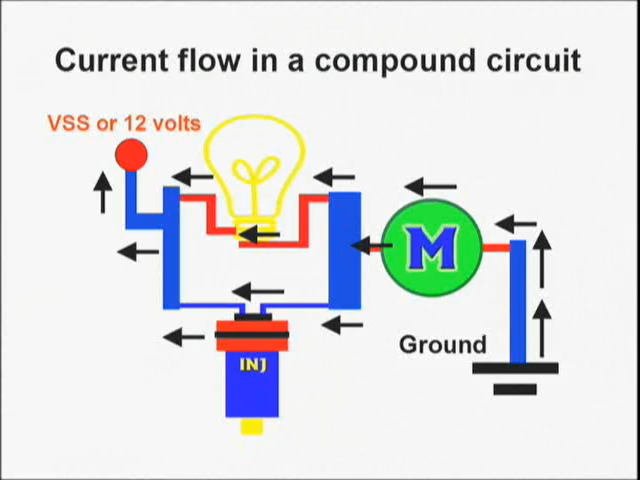 Current flow in a compound circuit
VSS or 12 volts
M
Ground
INJ